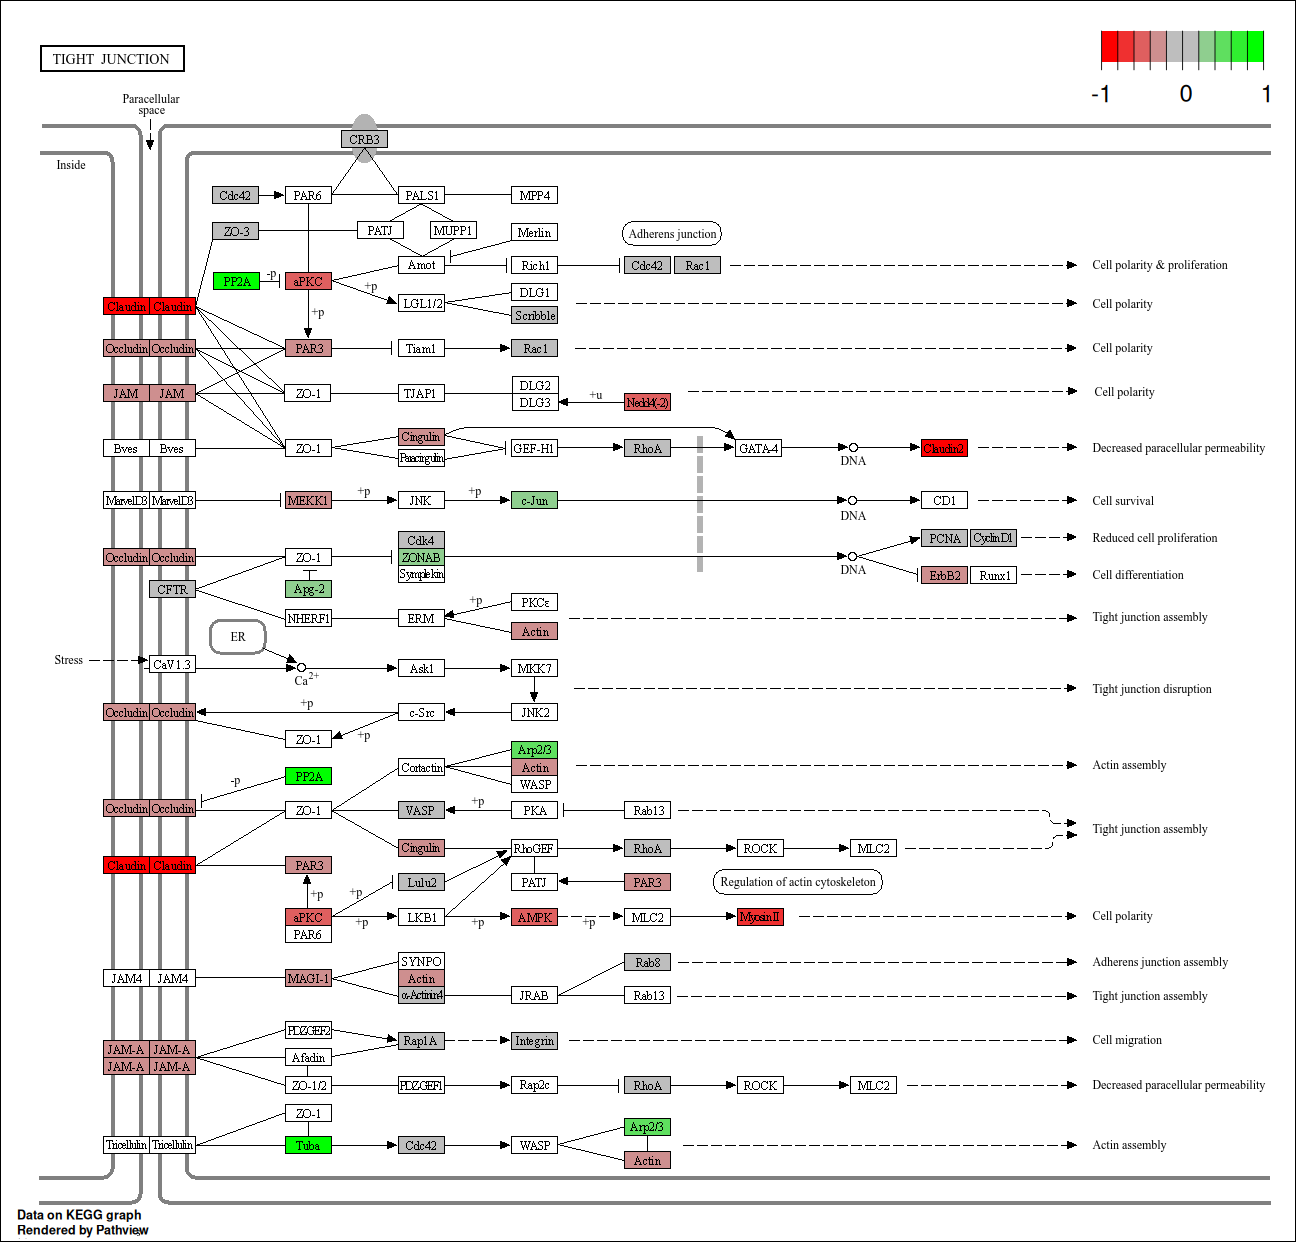 TIGHT JUNCTION
-1 0 1
Paracellular
space
Inside
CRB3
Cdc42 PAR6 PALS1 MPP4
ZO-3 PATJ MUPP1 Merlin Adherens junction
PP2A -p aPKC Amot Rich1 Cdc42 Rac1 Cell polarity & proliferation
+p DLG1
Claudin Claudin +p LGL1/2 Scribble Cell polarity
Occludin Occludin PAR3 Tiam1 Rac1 Cell polarity
JAM JAM ZO-1 TJAP1 DLG2 Cell polarity
DLG3 +u Nedd4(-2)
Bves Bves ZO-1 Cingulin GEF-H1 RhoA GATA-4 DNA Claudin2 Decreased paracellular permeability
Paracingulin
MarvelD3 MarvelD3 MEKK1 +p JNK +p c-Jun DNA CD1 Cell survival
Cdk4 PCNA CyclinD1 Reduced cell proliferation
Occludin Occludin ZO-1 ZONAB DNA
Symplekin ErbB2 Runx1 Cell differentiation
CFTR Apg-2
NHERF1 ERM +p PKCε Tight junction assembly
Actin
ER
Stress CaV1.3 Ca2+ Ask1 MKK7
Tight junction disruption
Occludin Occludin +p c-Src JNK2
ZO-1 +p
Arp2/3
PP2A -p Cortactin Actin Actin assembly
WASP
Occludin Occludin ZO-1 VASP +p PKA Rab13
Tight junction assembly
Cingulin RhoGEF RhoA ROCK MLC2
Claudin Claudin PAR3
+p +p Lulu2 PATJ PAR3 Regulation of actin cytoskeleton
aPKC +p LKB1 +p AMPK +p MLC2 MyosinII Cell polarity
PAR6
SYNPO Rab8 Adherens junction assembly
JAM4 JAM4 MAGI-1 Actin
α-Actinin4 JRAB Rab13 Tight junction assembly
PDZGEF2
JAM-A JAM-A Rap1A Integrin Cell migration
JAM-A JAM-A Afadin
ZO-1/2 PDZGEF1 Rap2c RhoA ROCK MLC2 Decreased paracellular permeability
ZO-1 Arp2/3
Tricellulin Tricellulin Tuba Cdc42 WASP Actin assembly
Actin
Data on KEGG graph
Rendered by Pathview